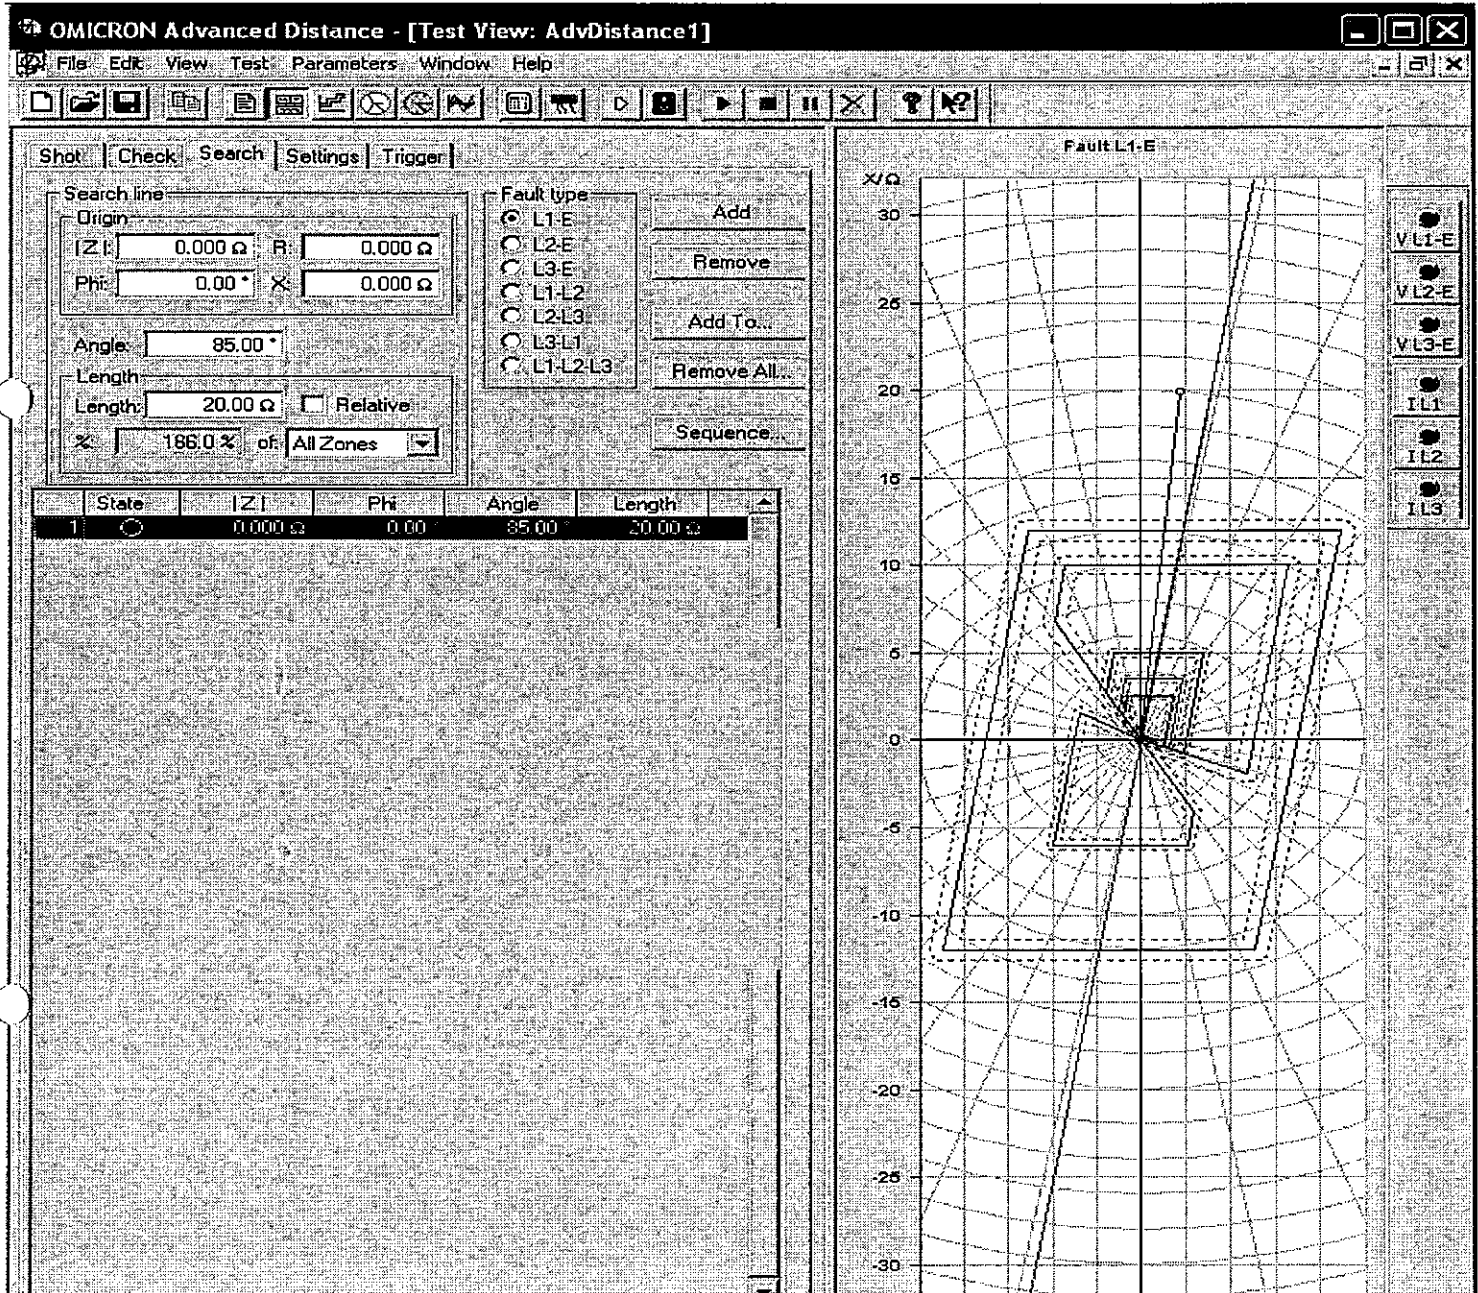 OMICRON Advanced Distance - [Test View: AdvDistance1]
File Edit View Test Parameters Window Help
Shot Check Search Settings Trigger
Search line
Origin
|Z|: 0.000 Ω R: 0.000 Ω
Phi: 0.00 ° X: 0.000 Ω
Angle: 85.00 °
Length
Length: 20.00 Ω Relative
%: 186.0 % of: All Zones
Fault type
L1-E
L2-E
L3-E
L1-L2
L2-L3
L3-L1
L1-L2-L3
Add
Remove
Add To...
Remove All...
Sequence...
State |Z| Phi Angle Length
1 0.0000 Ω 0.00 ° 85.00 ° 20.00 Ω
Fault L1-E
X/Ω
30
25
20
15
10
5
0
-5
-10
-15
-20
-25
-30
V L1-E
V L2-E
V L3-E
I L1
I L2
I L3